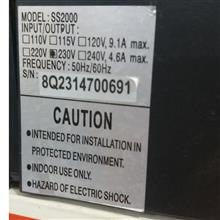 MODEL: SS2000
INPUT/OUTPUT:
□110V □115V □120V, 9.1A max.
□220V ☑230V □240V, 4.6A max.
FREQUENCY: 50Hz/60Hz
S/N:
8Q2314700691
CAUTION
•INTENDED FOR INSTALLATION IN
PROTECTED ENVIRONMENT.
•INDOOR USE ONLY.
•HAZARD OF ELECTRIC SHOCK.